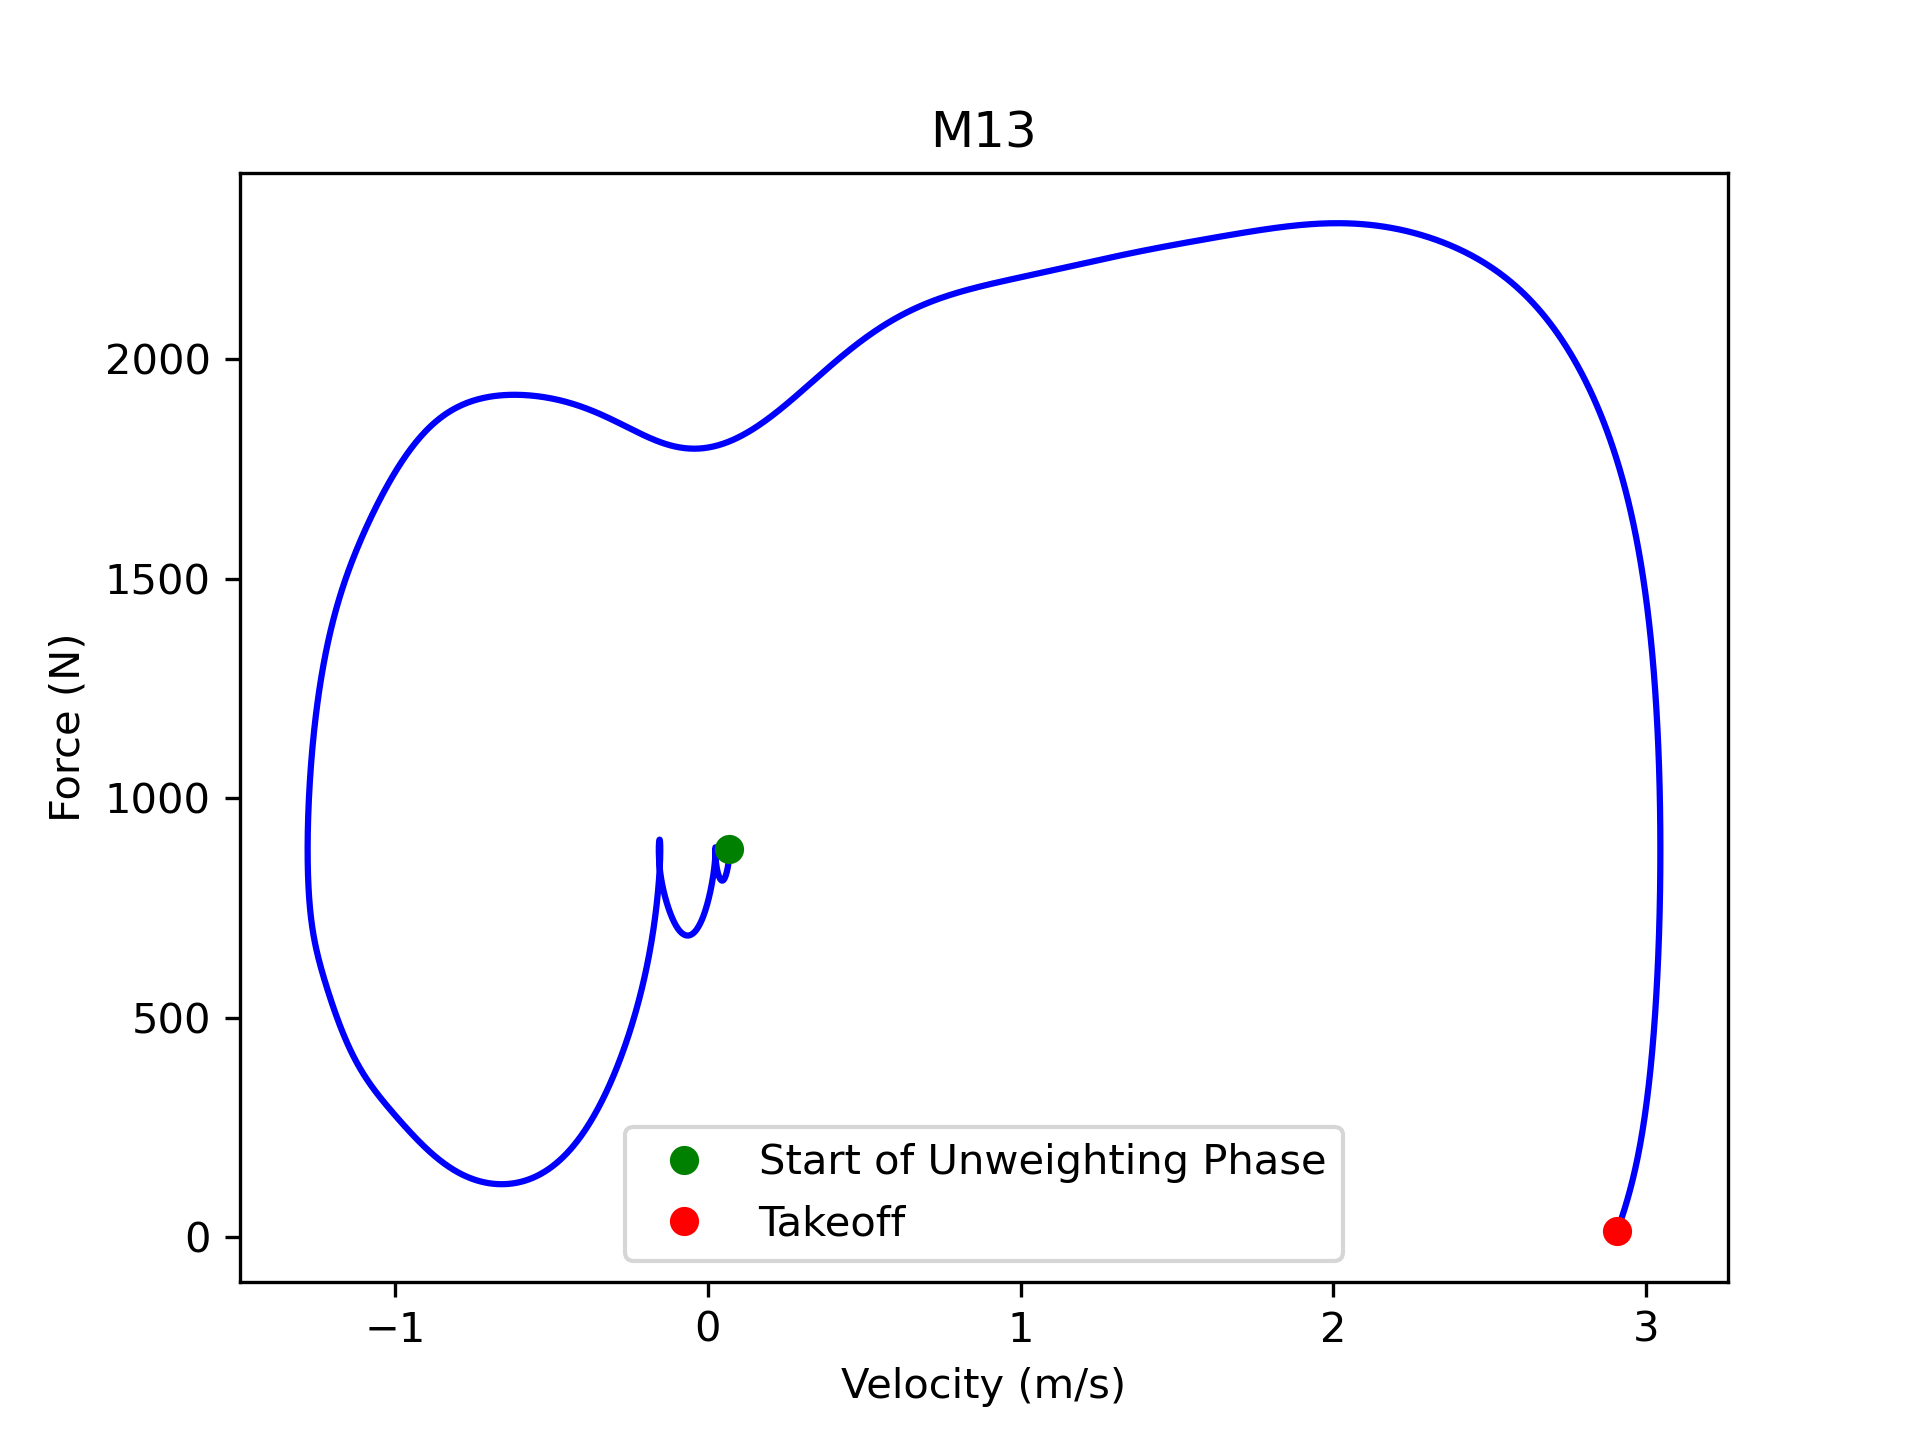 M13
Force (N)
2000
1500
1000
500
0
Start of Unweighting Phase
Takeoff
−1 0 1 2 3
Velocity (m/s)